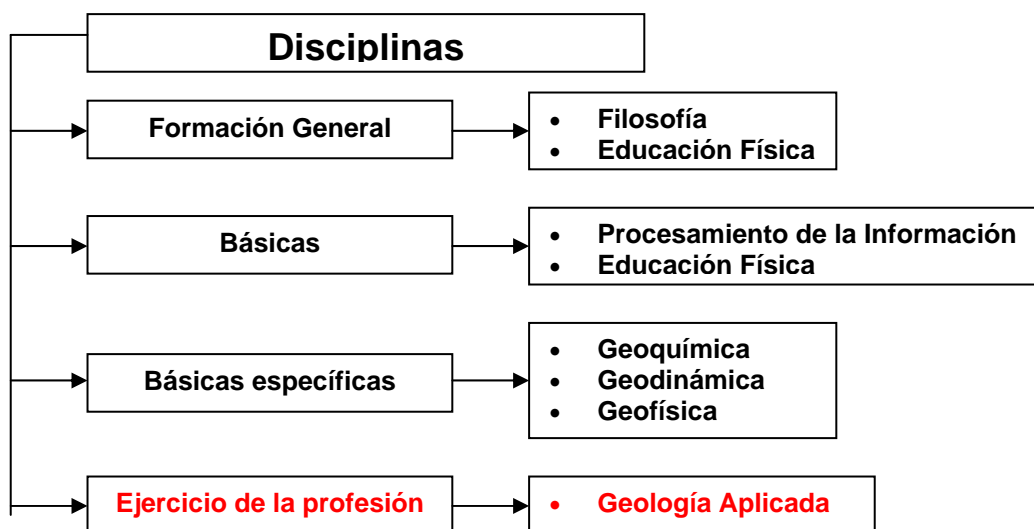 Disciplinas
Formación General
• Filosofía
• Educación Física
Básicas
• Procesamiento de la Información
• Educación Física
Básicas específicas
• Geoquímica
• Geodinámica
• Geofísica
Ejercicio de la profesión
• Geología Aplicada